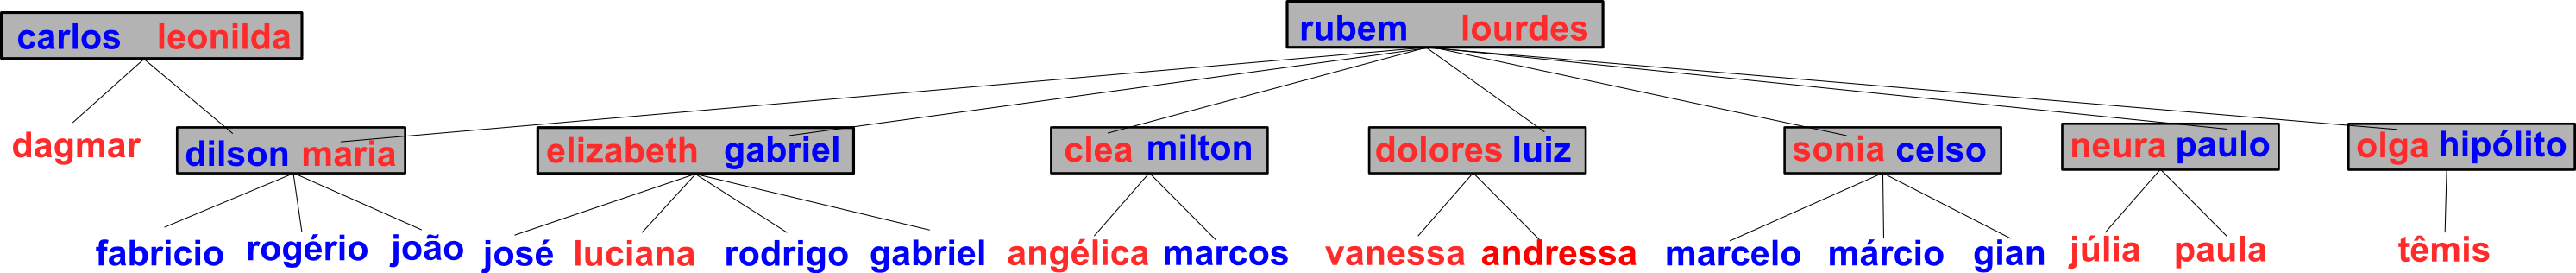 carlos leonilda
rubem lourdes
dagmar
dilson maria
elizabeth gabriel
clea milton
dolores luiz
sonia celso
neura paulo
olga hipólito
fabricio rogério joão
josé luciana rodrigo gabriel
angélica marcos
vanessa andressa
marcelo márcio gian
júlia paula
têmis